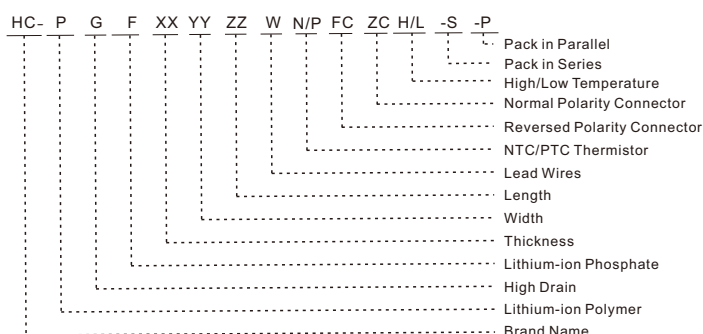 HC- P G F XX YY ZZ W N/P FC ZC H/L -S -P
Pack in Parallel
Pack in Series
High/Low Temperature
Normal Polarity Connector
Reversed Polarity Connector
NTC/PTC Thermistor
Lead Wires
Length
Width
Thickness
Lithium-ion Phosphate
High Drain
Lithium-ion Polymer
Brand Name